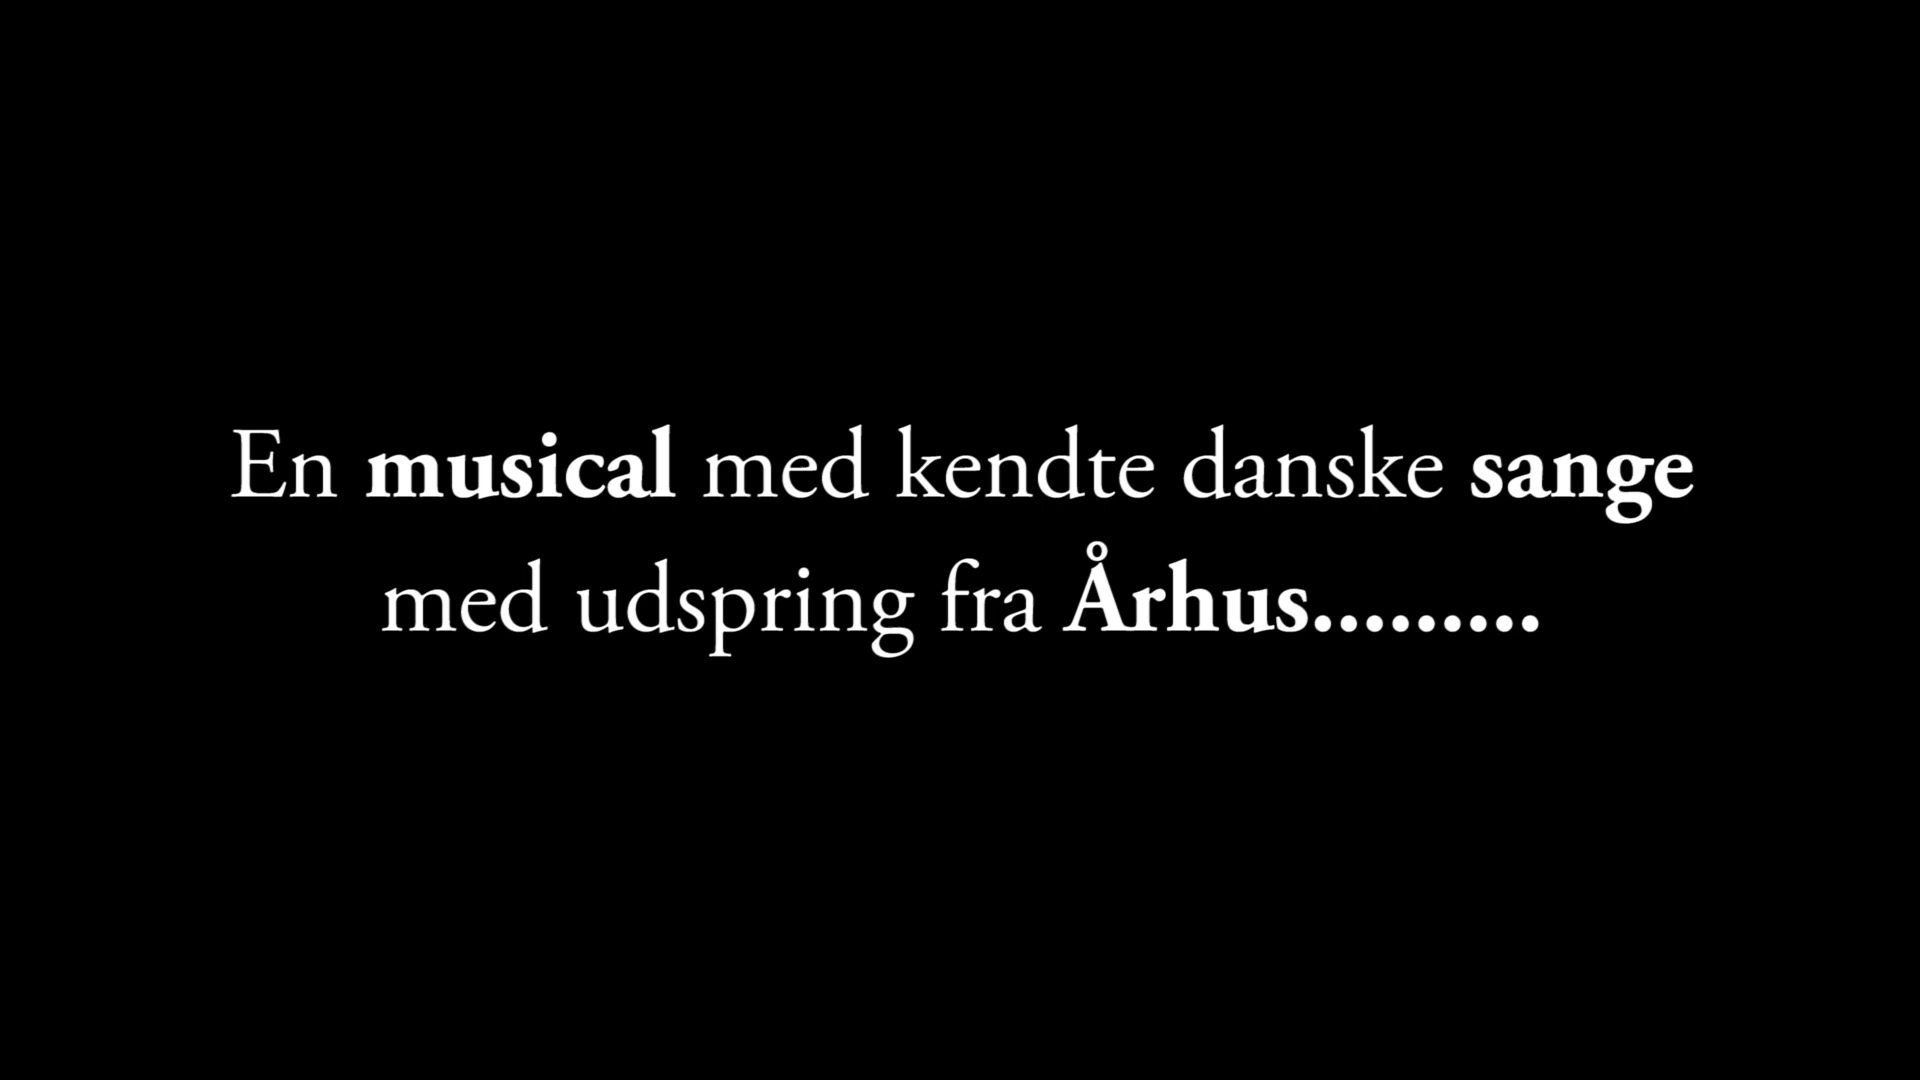 En musical med kendte danske sange
med udspring fra Århus.........